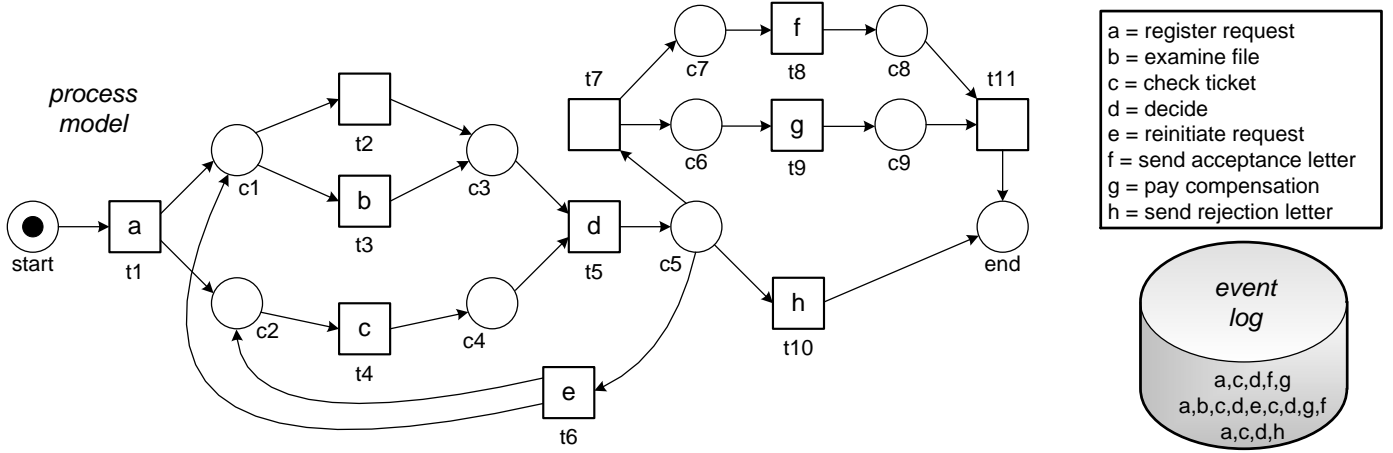 process
model
start
a
t1
c1
c2
t2
b
t3
c
t4
c3
c4
d
t5
e
t6
c5
t7
c7
c6
f
t8
g
t9
c8
c9
h
t10
t11
end
a = register request
b = examine file
c = check ticket
d = decide
e = reinitiate request
f = send acceptance letter
g = pay compensation
h = send rejection letter
event
log
a,c,d,f,g
a,b,c,d,e,c,d,g,f
a,c,d,h